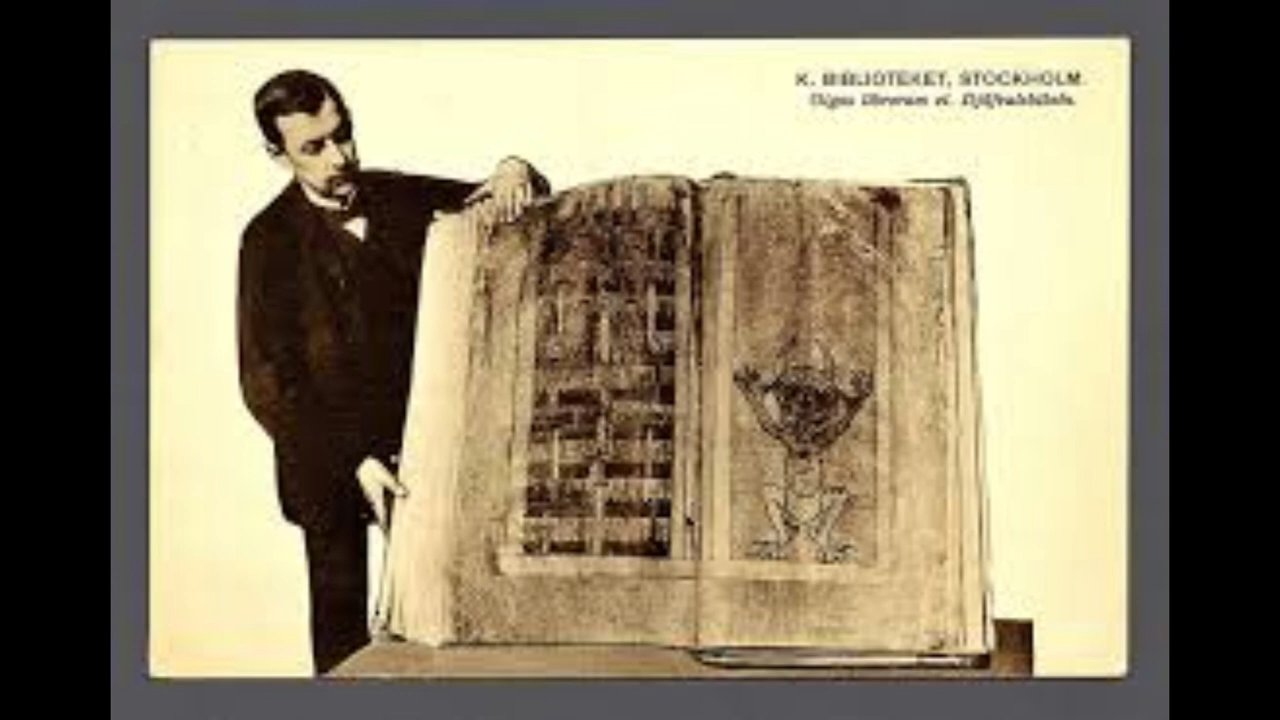 K. BIBLIOTEKET, STOCKHOLM.
Gigas librorum el. Djäfvulsbibeln.